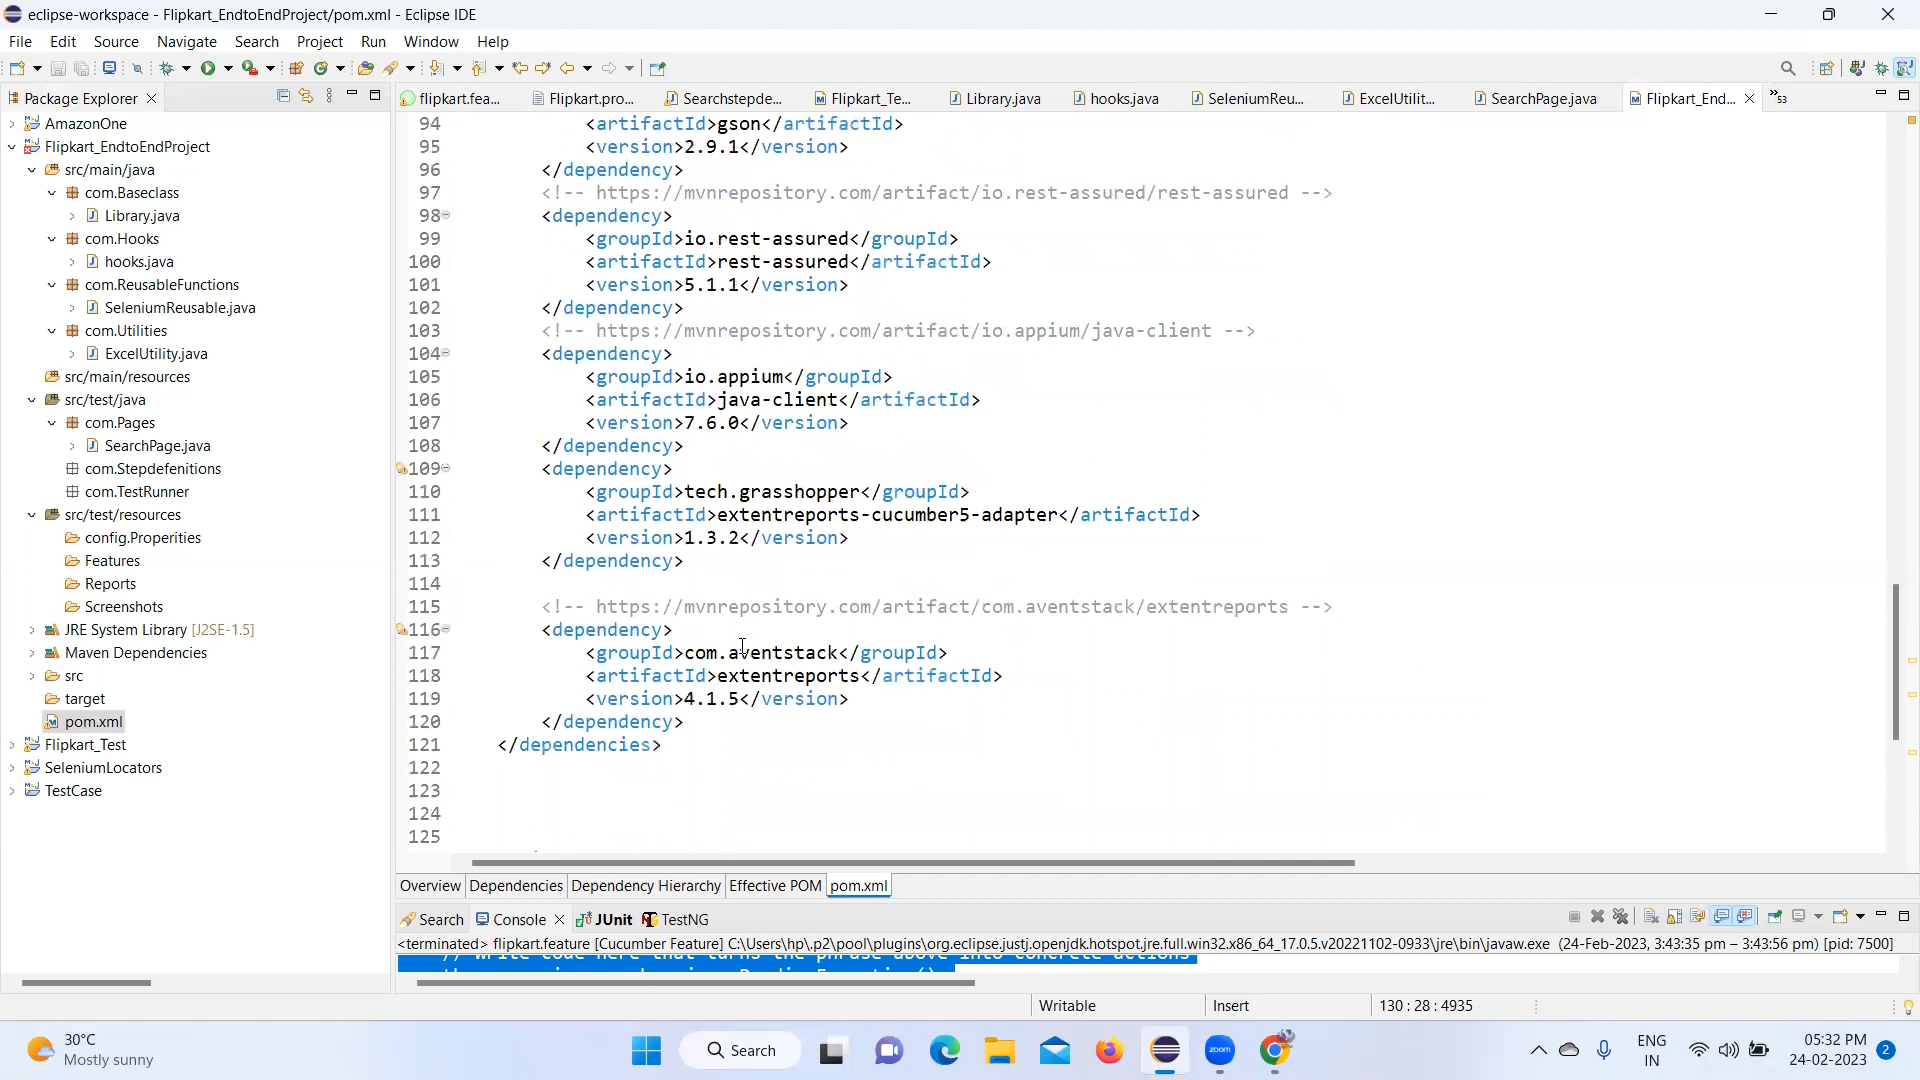 eclipse-workspace - Flipkart_EndtoEndProject/pom.xml - Eclipse IDE
File Edit Source Navigate Search Project Run Window Help
Package Explorer
flipkart.fea... Flipkart.pro... Searchstepde... Flipkart_Te... Library.java hooks.java SeleniumReu... ExcelUtilit... SearchPage.java Flipkart_End... »53
AmazonOne
Flipkart_EndtoEndProject
src/main/java
com.Baseclass
Library.java
com.Hooks
hooks.java
com.ReusableFunctions
SeleniumReusable.java
com.Utilities
ExcelUtility.java
src/main/resources
src/test/java
com.Pages
SearchPage.java
com.Stepdefenitions
com.TestRunner
src/test/resources
config.Properities
Features
Reports
Screenshots
JRE System Library [J2SE-1.5]
Maven Dependencies
src
target
pom.xml
Flipkart_Test
SeleniumLocators
TestCase
94 <artifactId>gson</artifactId>
95 <version>2.9.1</version>
96 </dependency>
97 <!-- https://mvnrepository.com/artifact/io.rest-assured/rest-assured -->
98 <dependency>
99 <groupId>io.rest-assured</groupId>
100 <artifactId>rest-assured</artifactId>
101 <version>5.1.1</version>
102 </dependency>
103 <!-- https://mvnrepository.com/artifact/io.appium/java-client -->
104 <dependency>
105 <groupId>io.appium</groupId>
106 <artifactId>java-client</artifactId>
107 <version>7.6.0</version>
108 </dependency>
109 <dependency>
110 <groupId>tech.grasshopper</groupId>
111 <artifactId>extentreports-cucumber5-adapter</artifactId>
112 <version>1.3.2</version>
113 </dependency>
114
115 <!-- https://mvnrepository.com/artifact/com.aventstack/extentreports -->
116 <dependency>
117 <groupId>com.aventstack</groupId>
118 <artifactId>extentreports</artifactId>
119 <version>4.1.5</version>
120 </dependency>
121 </dependencies>
122
123
124
125
Overview Dependencies Dependency Hierarchy Effective POM pom.xml
Search Console JUnit TestNG
<terminated> flipkart.feature [Cucumber Feature] C:\Users\hp\.p2\pool\plugins\org.eclipse.justj.openjdk.hotspot.jre.full.win32.x86_64_17.0.5.v20221102-0933\jre\bin\javaw.exe (24-Feb-2023, 3:43:35 pm – 3:43:56 pm) [pid: 7500]
// Write code here that turns the phrase above into concrete actions
Writable Insert 130 : 28 : 4935
30°C
Mostly sunny
Search
zoom
ENG
IN
05:32 PM
24-02-2023
2